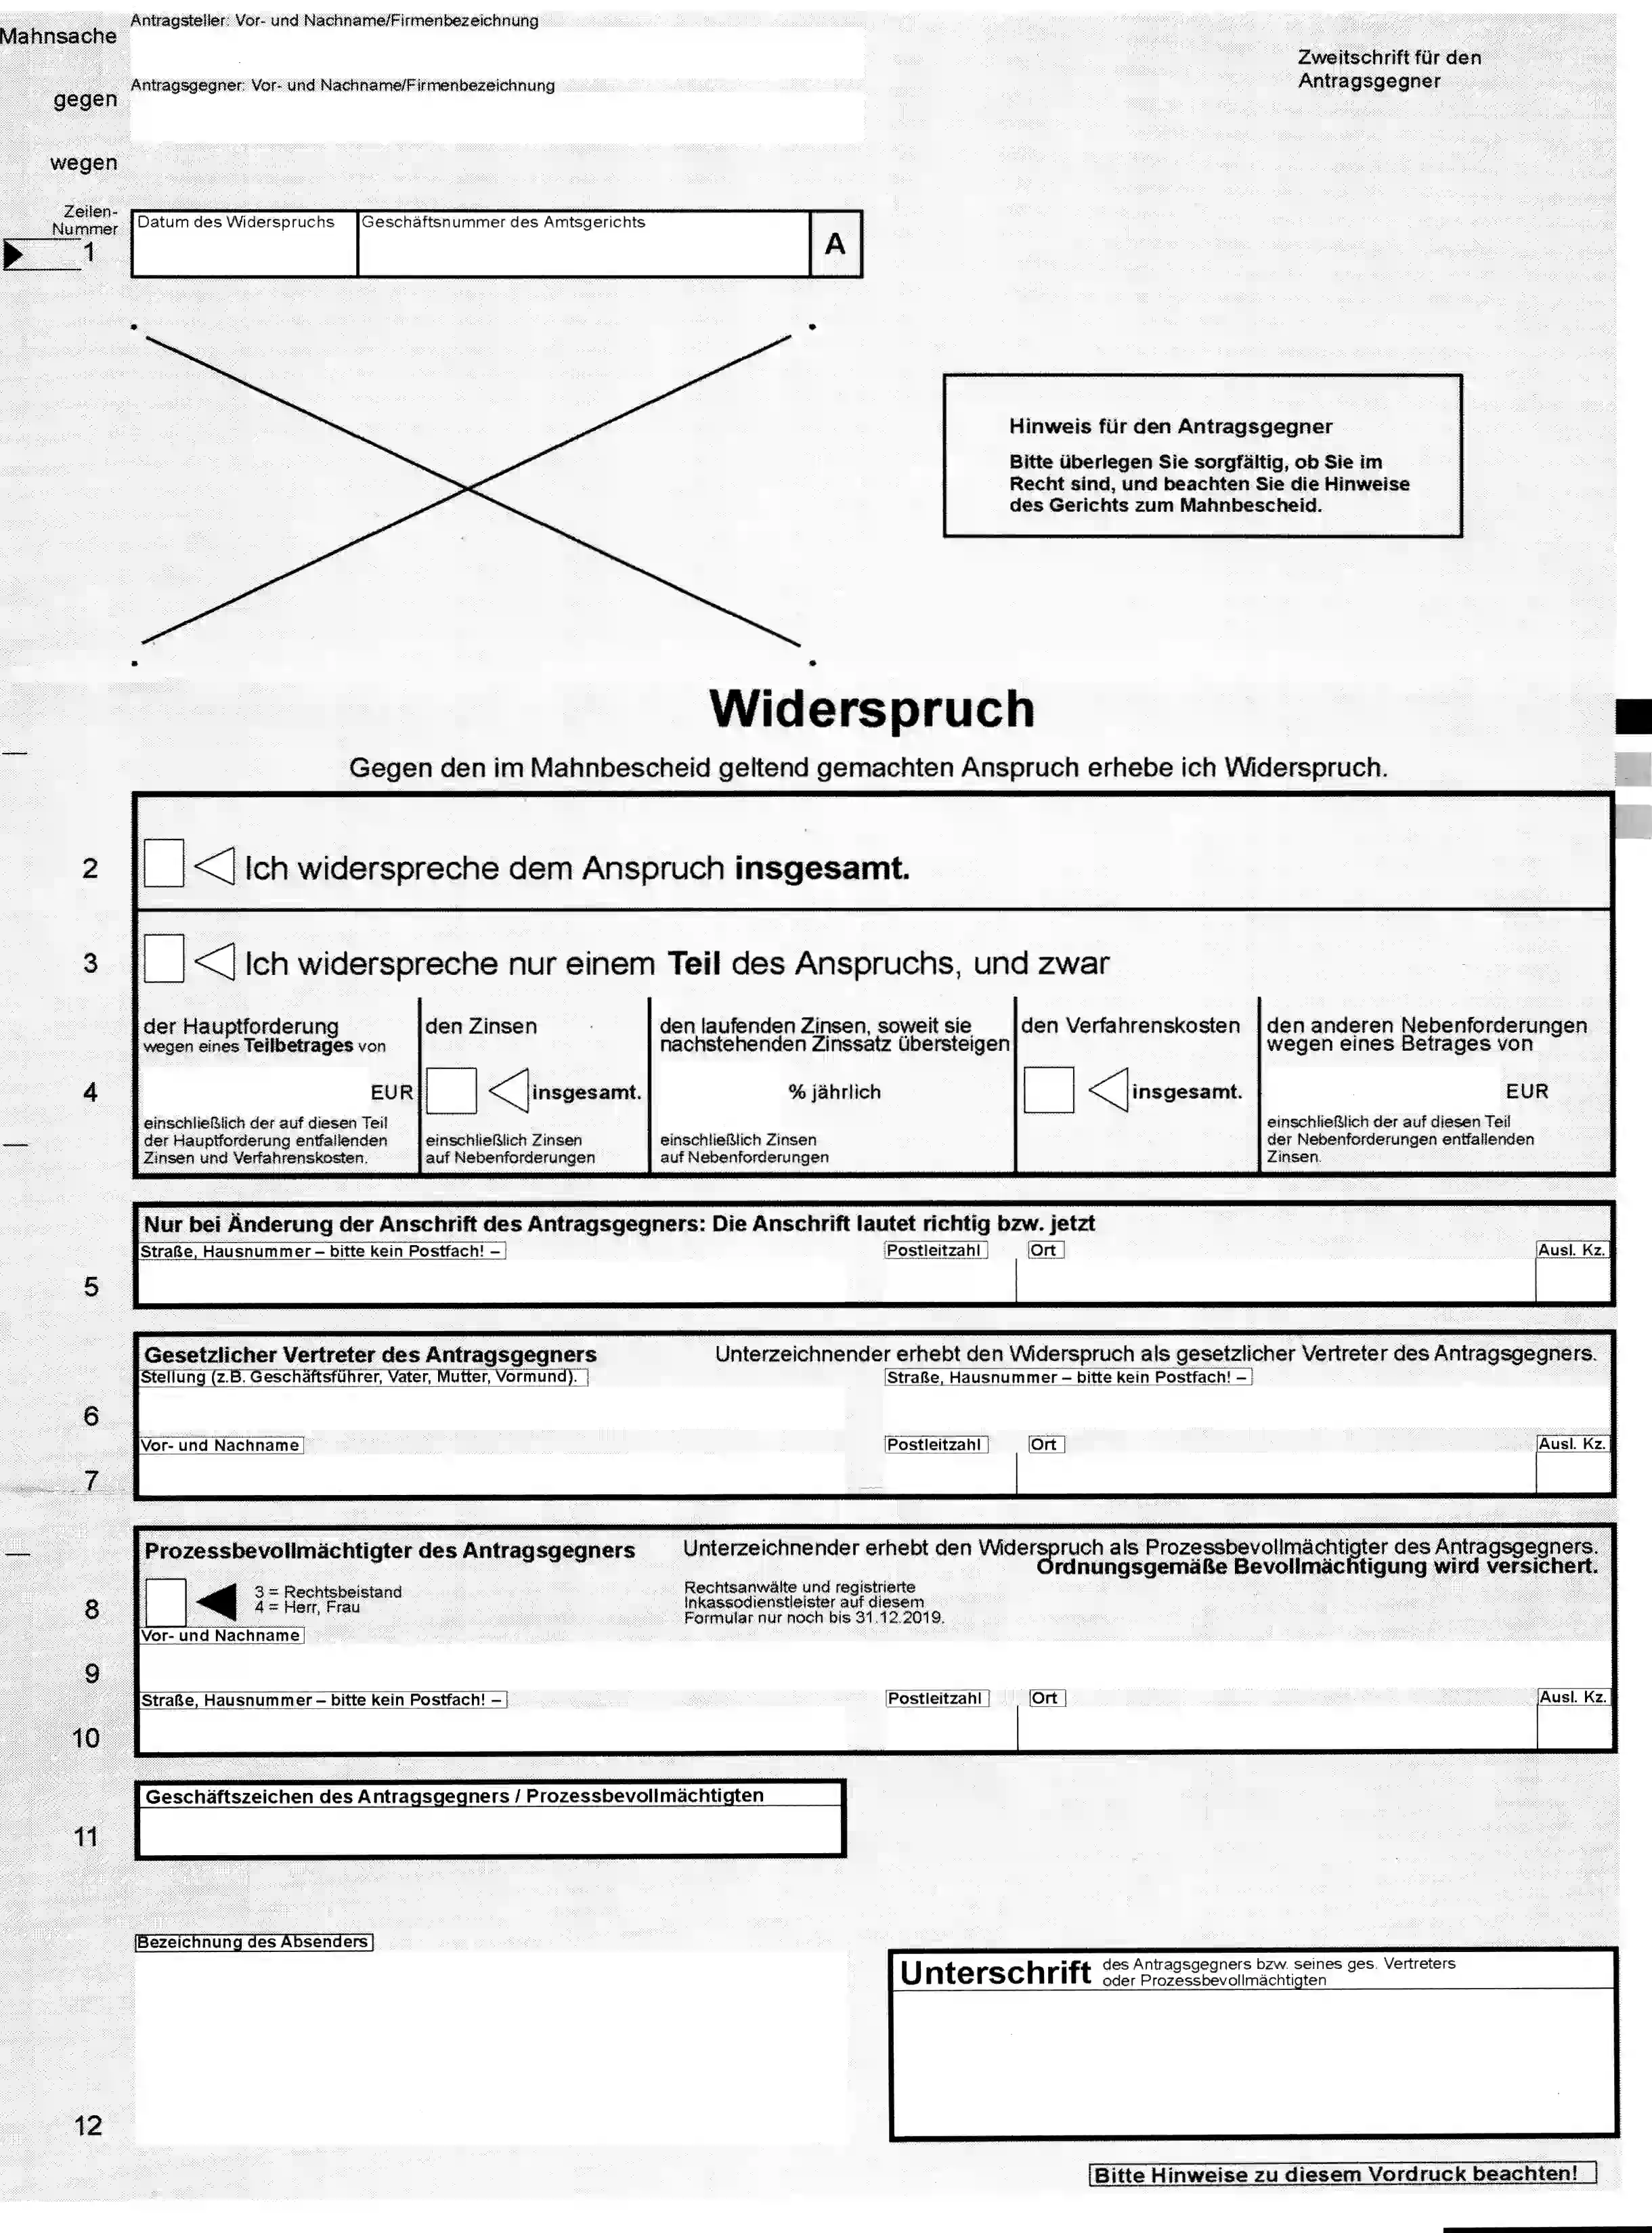 Antragsteller: Vor- und Nachname/Firmenbezeichnung
Mahnsache
Zweitschrift für den
Antragsgegner
Antragsgegner: Vor- und Nachname/Firmenbezeichnung
gegen
wegen
Zeilen-
Nummer
1
Datum des Widerspruchs
Geschäftsnummer des Amtsgerichts
A
Hinweis für den Antragsgegner
Bitte überlegen Sie sorgfältig, ob Sie im
Recht sind, und beachten Sie die Hinweise
des Gerichts zum Mahnbescheid.
Widerspruch
Gegen den im Mahnbescheid geltend gemachten Anspruch erhebe ich Widerspruch.
2 Ich widerspreche dem Anspruch insgesamt.
3 Ich widerspreche nur einem Teil des Anspruchs, und zwar
4
der Hauptforderung
wegen eines Teilbetrages von
EUR
einschließlich der auf diesen Teil
der Hauptforderung entfallenden
Zinsen und Verfahrenskosten.
den Zinsen
insgesamt.
einschließlich Zinsen
auf Nebenforderungen
den laufenden Zinsen, soweit sie
nachstehenden Zinssatz übersteigen
% jährlich
einschließlich Zinsen
auf Nebenforderungen
den Verfahrenskosten
insgesamt.
den anderen Nebenforderungen
wegen eines Betrages von
EUR
einschließlich der auf diesen Teil
der Nebenforderungen entfallenden
Zinsen.
Nur bei Änderung der Anschrift des Antragsgegners: Die Anschrift lautet richtig bzw. jetzt
Straße, Hausnummer – bitte kein Postfach! – Postleitzahl Ort Ausl. Kz.
5
Gesetzlicher Vertreter des Antragsgegners Unterzeichnender erhebt den Widerspruch als gesetzlicher Vertreter des Antragsgegners.
Stellung (z.B. Geschäftsführer, Vater, Mutter, Vormund). Straße, Hausnummer – bitte kein Postfach! –
6
Vor- und Nachname Postleitzahl Ort Ausl. Kz.
7
Prozessbevollmächtigter des Antragsgegners Unterzeichnender erhebt den Widerspruch als Prozessbevollmächtigter des Antragsgegners.
Ordnungsgemäße Bevollmächtigung wird versichert.
8
3 = Rechtsbeistand
4 = Herr, Frau
Rechtsanwälte und registrierte
Inkassodienstleister auf diesem
Formular nur noch bis 31.12.2019.
Vor- und Nachname
9
Straße, Hausnummer – bitte kein Postfach! – Postleitzahl Ort Ausl. Kz.
10
Geschäftszeichen des Antragsgegners / Prozessbevollmächtigten
11
Bezeichnung des Absenders
Unterschrift
des Antragsgegners bzw. seines ges. Vertreters
oder Prozessbevollmächtigten
12
Bitte Hinweise zu diesem Vordruck beachten!